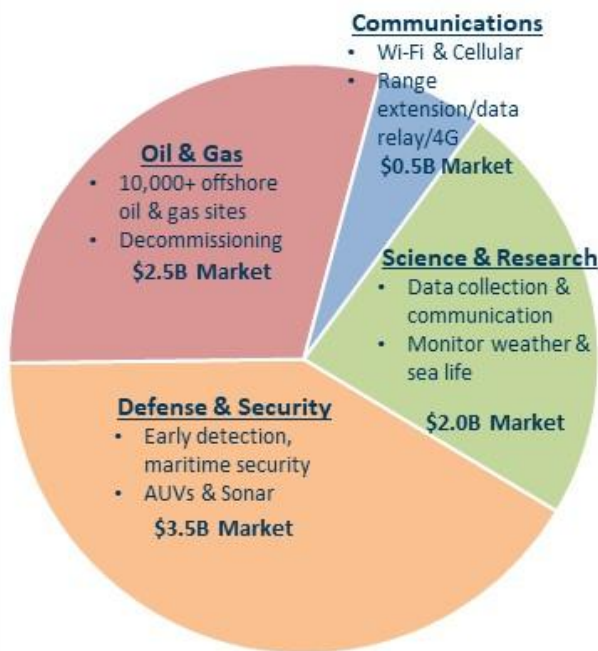 Communications
• Wi-Fi & Cellular
• Range
extension/data
relay/4G
$0.5B Market
Oil & Gas
• 10,000+ offshore
oil & gas sites
• Decommissioning
$2.5B Market
Science & Research
• Data collection &
communication
• Monitor weather &
sea life
$2.0B Market
Defense & Security
• Early detection,
maritime security
• AUVs & Sonar
$3.5B Market